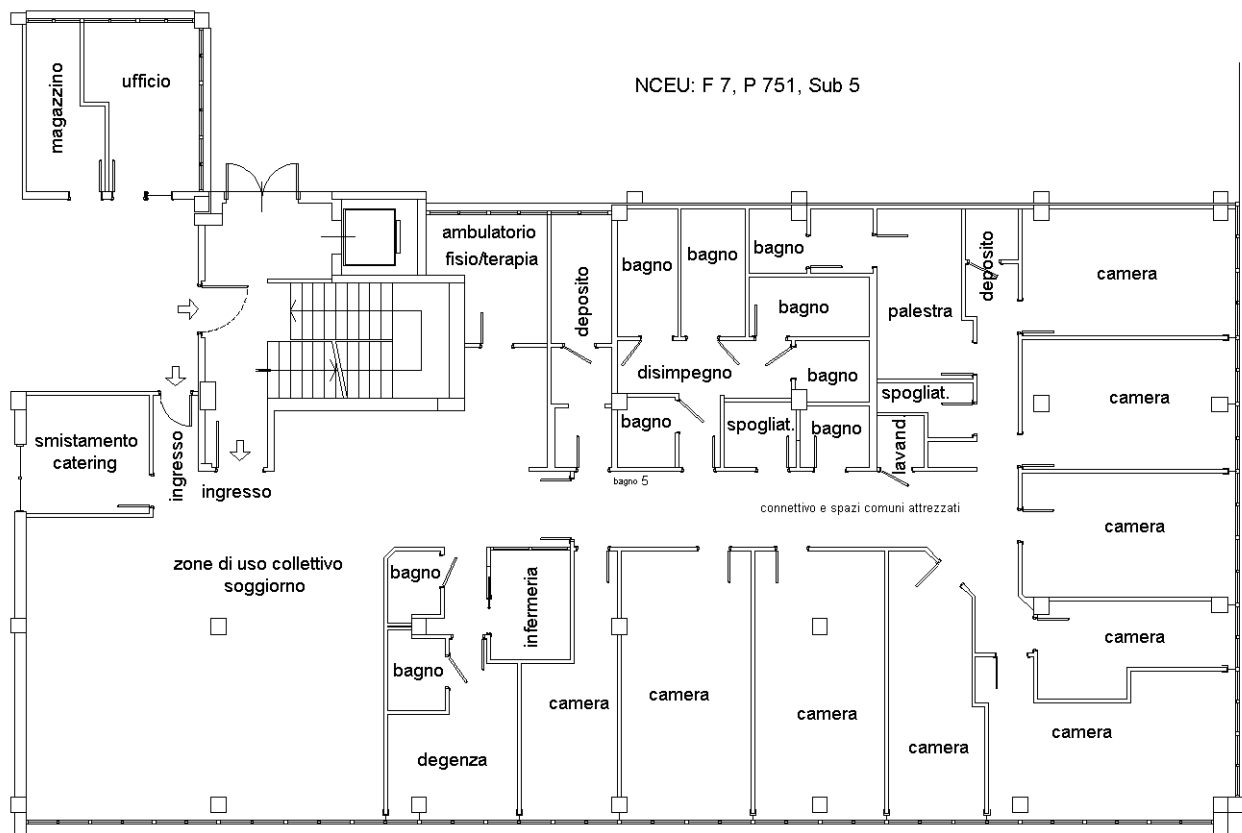 NCEU: F 7, P 751, Sub 5
magazzino
ufficio
ambulatorio
fisio/terapia
deposito
bagno
bagno
bagno
bagno
palestra
deposito
camera
disimpegno
bagno
camera
spogliat.
bagno
spogliat.
bagno
lavand.
smistamento
catering
ingresso
ingresso
bagno 5
connettivo e spazi comuni attrezzati
camera
zone di uso collettivo
soggiorno
bagno
infermeria
camera
bagno
camera
camera
camera
camera
camera
degenza
camera